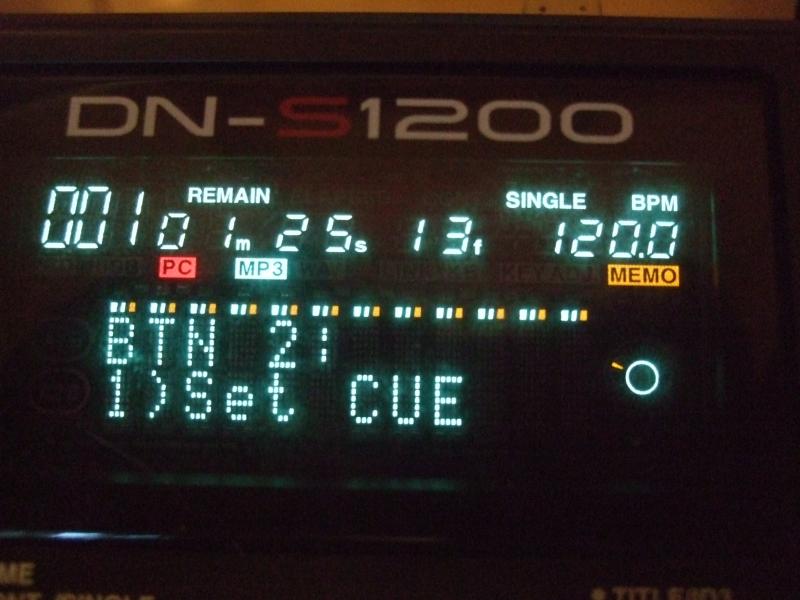 DN-S1200
REMAIN SINGLE BPM
001 01m 25s 13f 120.0
PC MP3 MEMO
BTN 2:
1)Set CUE